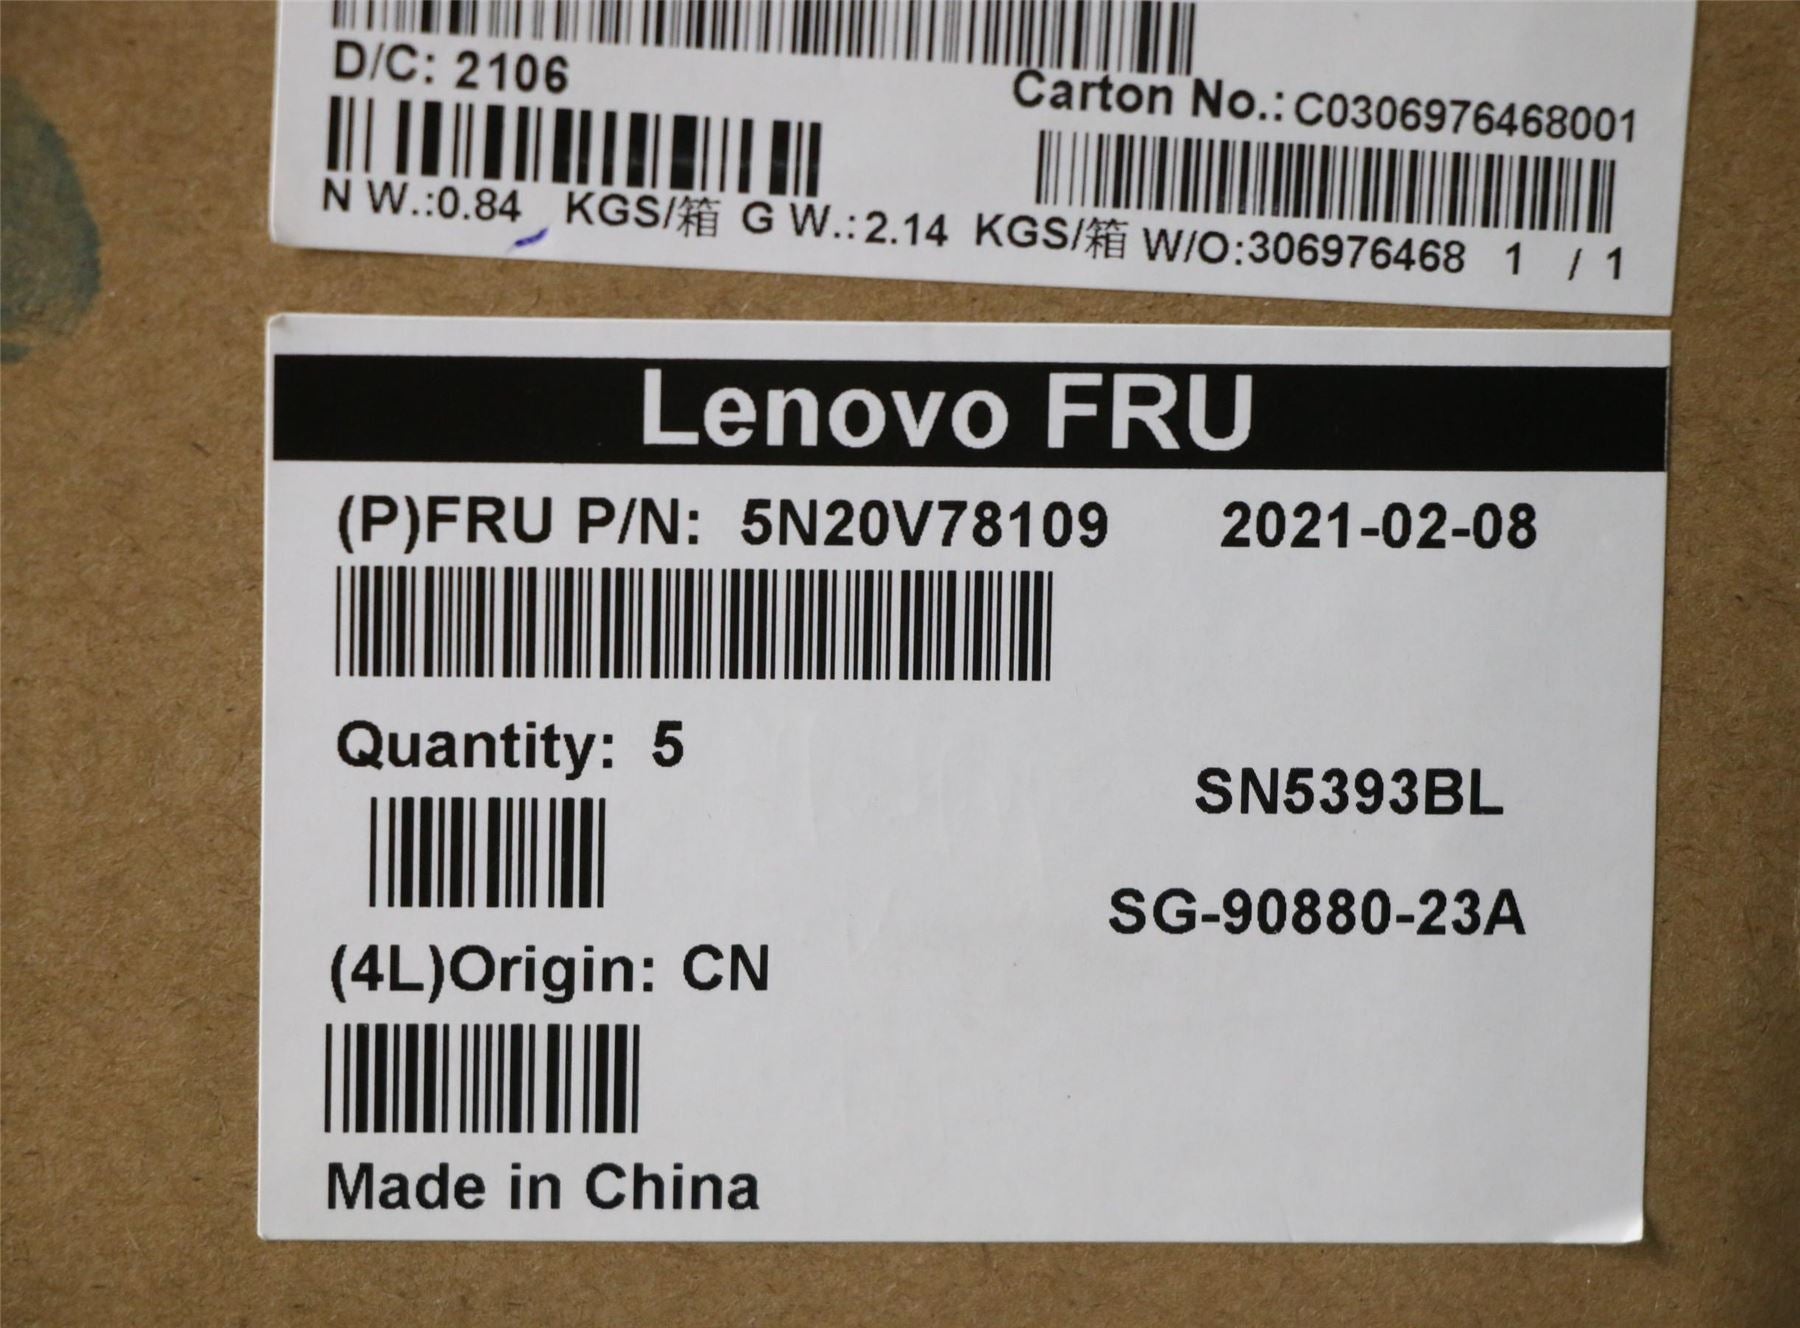 D/C: 2106
Carton No.: C0306976468001
N W.:0.84 KGS/箱 G W.:2.14 KGS/箱 W/O:306976468 1 / 1
Lenovo FRU
(P)FRU P/N: 5N20V78109 2021-02-08
Quantity: 5
SN5393BL
SG-90880-23A
(4L)Origin: CN
Made in China